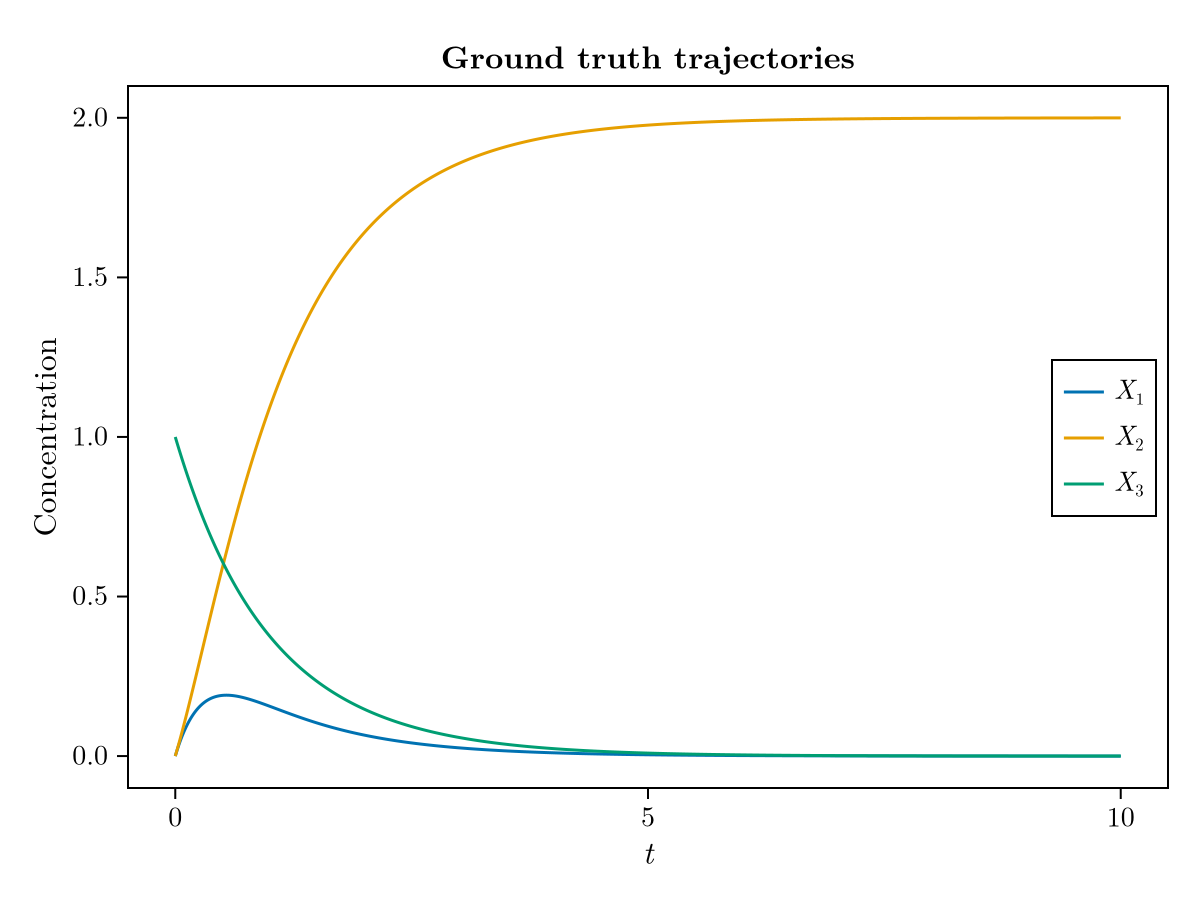 Ground truth trajectories
Concentration
2.0
1.5
1.0
0.5
0.0
0
5
10
t
X₁
X₂
X₃